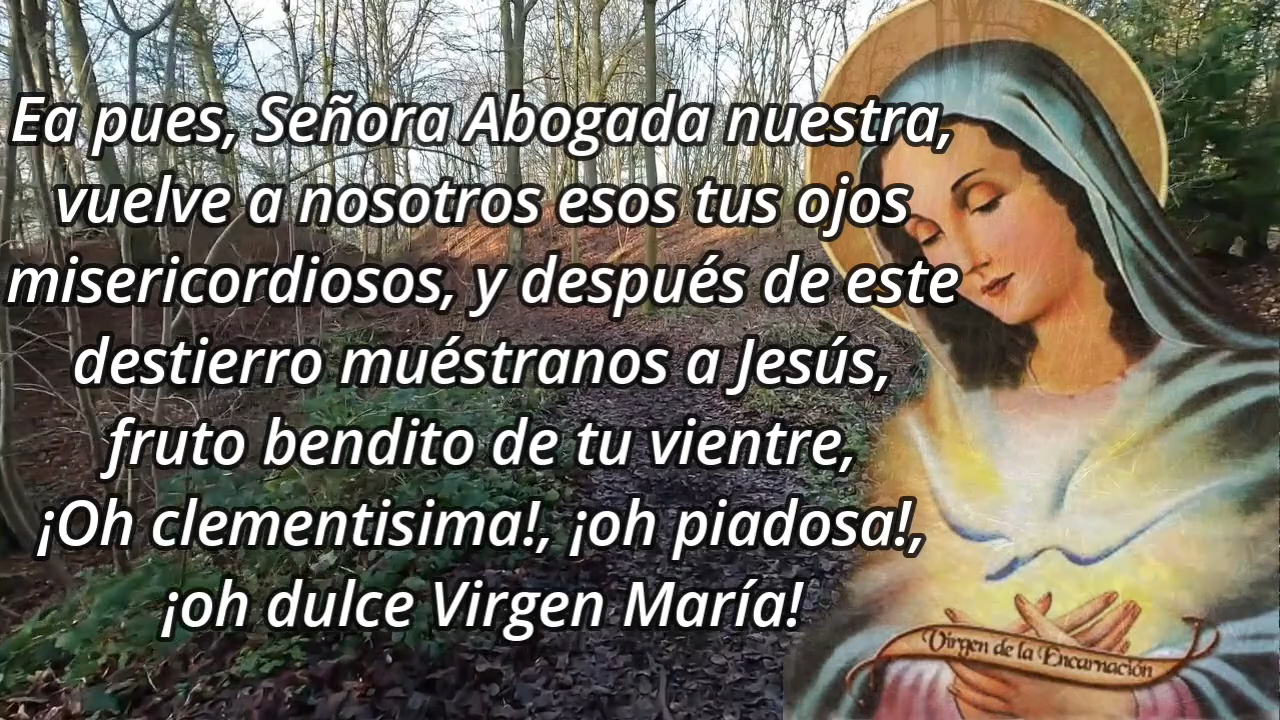 Ea pues, Señora Abogada nuestra,
vuelve a nosotros esos tus ojos
misericordiosos, y después de este
destierro muéstranos a Jesús,
fruto bendito de tu vientre,
¡Oh clementisima!, ¡oh piadosa!,
¡oh dulce Virgen María!
Virgen de la Encarnación